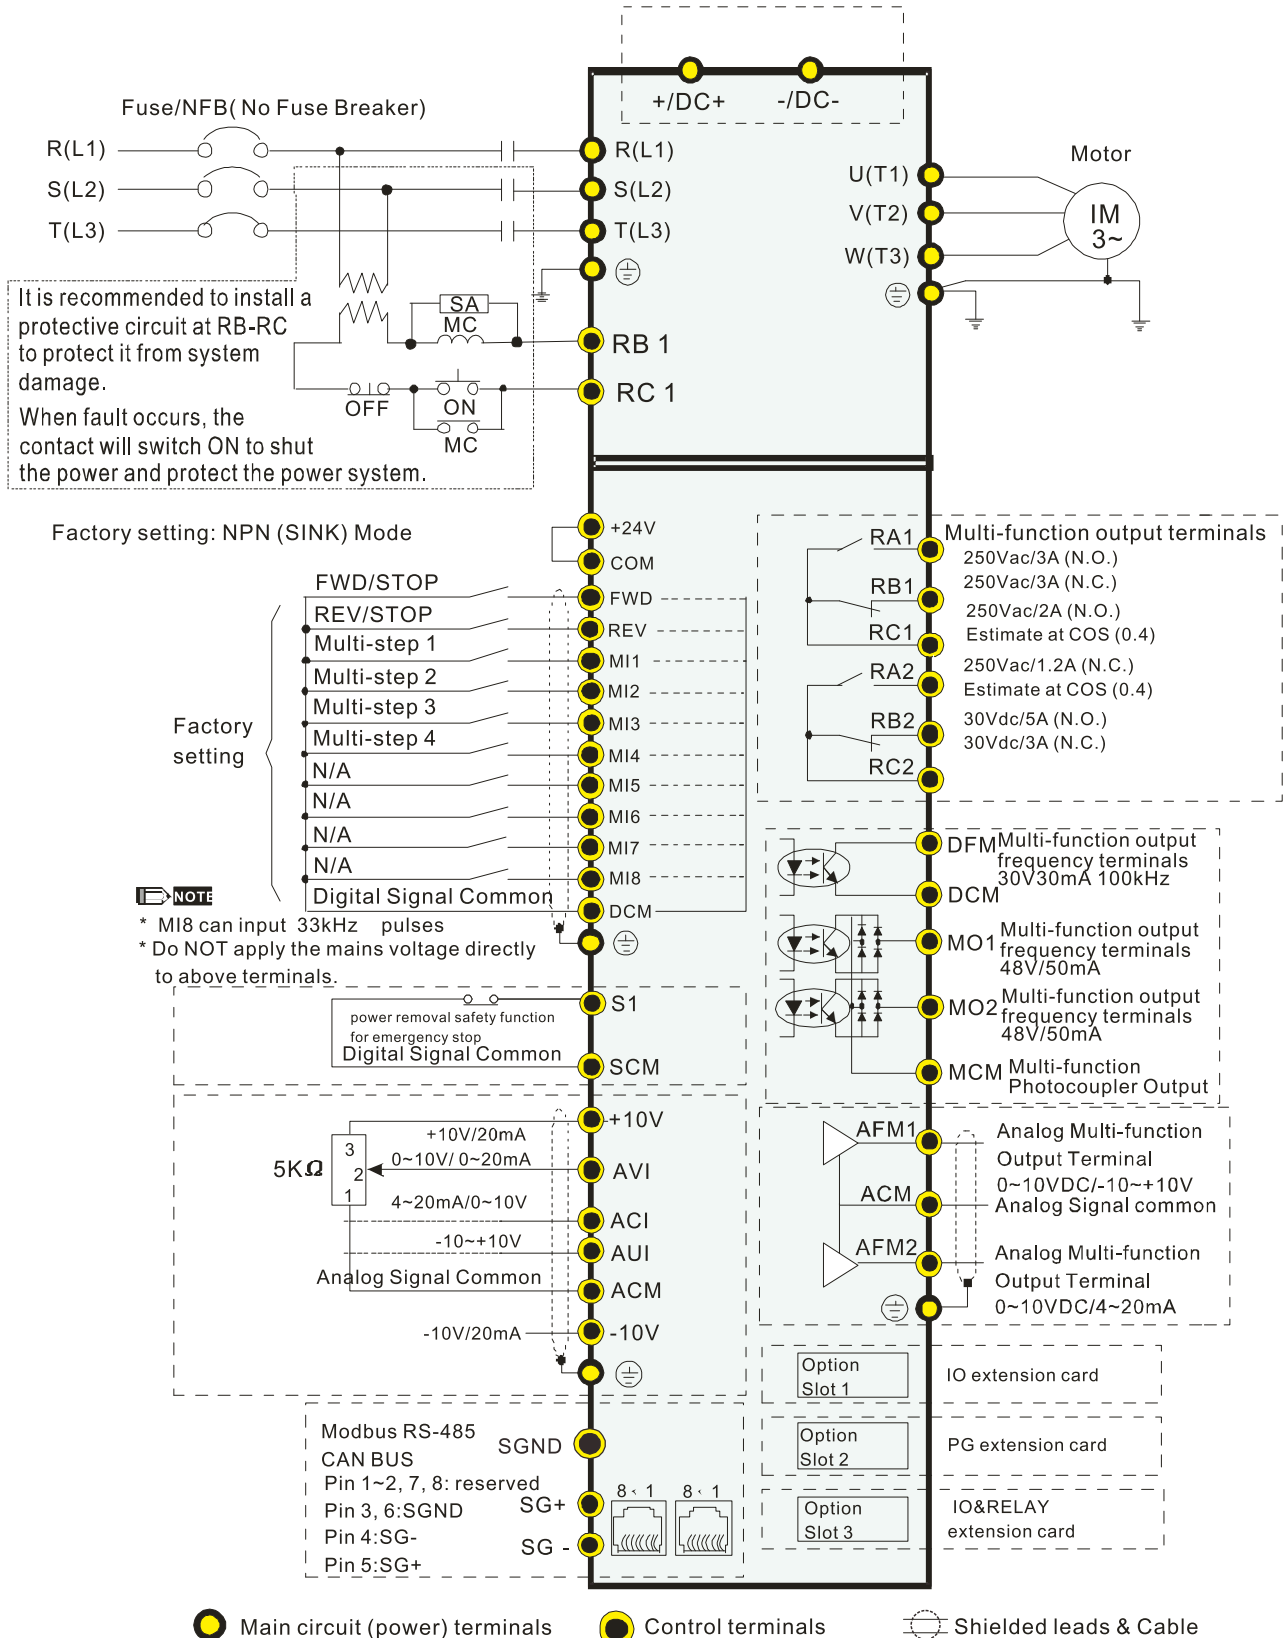 +/DC+
-/DC-
Fuse/NFB( No Fuse Breaker)
R(L1)
S(L2)
T(L3)
R(L1)
S(L2)
T(L3)
U(T1)
V(T2)
W(T3)
Motor
IM
3~
It is recommended to install a
protective circuit at RB-RC
to protect it from system
damage.
When fault occurs, the
contact will switch ON to shut
the power and protect the power system.
SA
MC
OFF
ON
MC
RB 1
RC 1
Factory setting: NPN (SINK) Mode
+24V
COM
FWD/STOP
FWD
REV/STOP
REV
Multi-step 1
MI1
Multi-step 2
MI2
Multi-step 3
MI3
Multi-step 4
MI4
N/A
MI5
N/A
MI6
N/A
MI7
N/A
MI8
Digital Signal Common
DCM
Factory
setting
NOTE
* MI8 can input 33kHz pulses
* Do NOT apply the mains voltage directly
to above terminals.
RA1
RB1
RC1
RA2
RB2
RC2
Multi-function output terminals
250Vac/3A (N.O.)
250Vac/3A (N.C.)
250Vac/2A (N.O.)
Estimate at COS (0.4)
250Vac/1.2A (N.C.)
Estimate at COS (0.4)
30Vdc/5A (N.O.)
30Vdc/3A (N.C.)
DFM
Multi-function output
frequency terminals
30V30mA 100kHz
DCM
MO1
Multi-function output
frequency terminals
48V/50mA
MO2
Multi-function output
frequency terminals
48V/50mA
MCM
Multi-function
Photocoupler Output
S1
power removal safety function
for emergency stop
Digital Signal Common
SCM
+10V
+10V/20mA
5KΩ
3
2
1
0~10V/ 0~20mA
AVI
4~20mA/0~10V
ACI
-10~+10V
AUI
Analog Signal Common
ACM
-10V/20mA
-10V
AFM1
Analog Multi-function
Output Terminal
0~10VDC/-10~+10V
ACM
Analog Signal common
AFM2
Analog Multi-function
Output Terminal
0~10VDC/4~20mA
Option
Slot 1
IO extension card
Option
Slot 2
PG extension card
Option
Slot 3
IO&RELAY
extension card
Modbus RS-485
CAN BUS
Pin 1~2, 7, 8: reserved
Pin 3, 6:SGND
Pin 4:SG-
Pin 5:SG+
SGND
SG+
SG -
8 ‹ 1
8 ‹ 1
Main circuit (power) terminals
Control terminals
Shielded leads & Cable